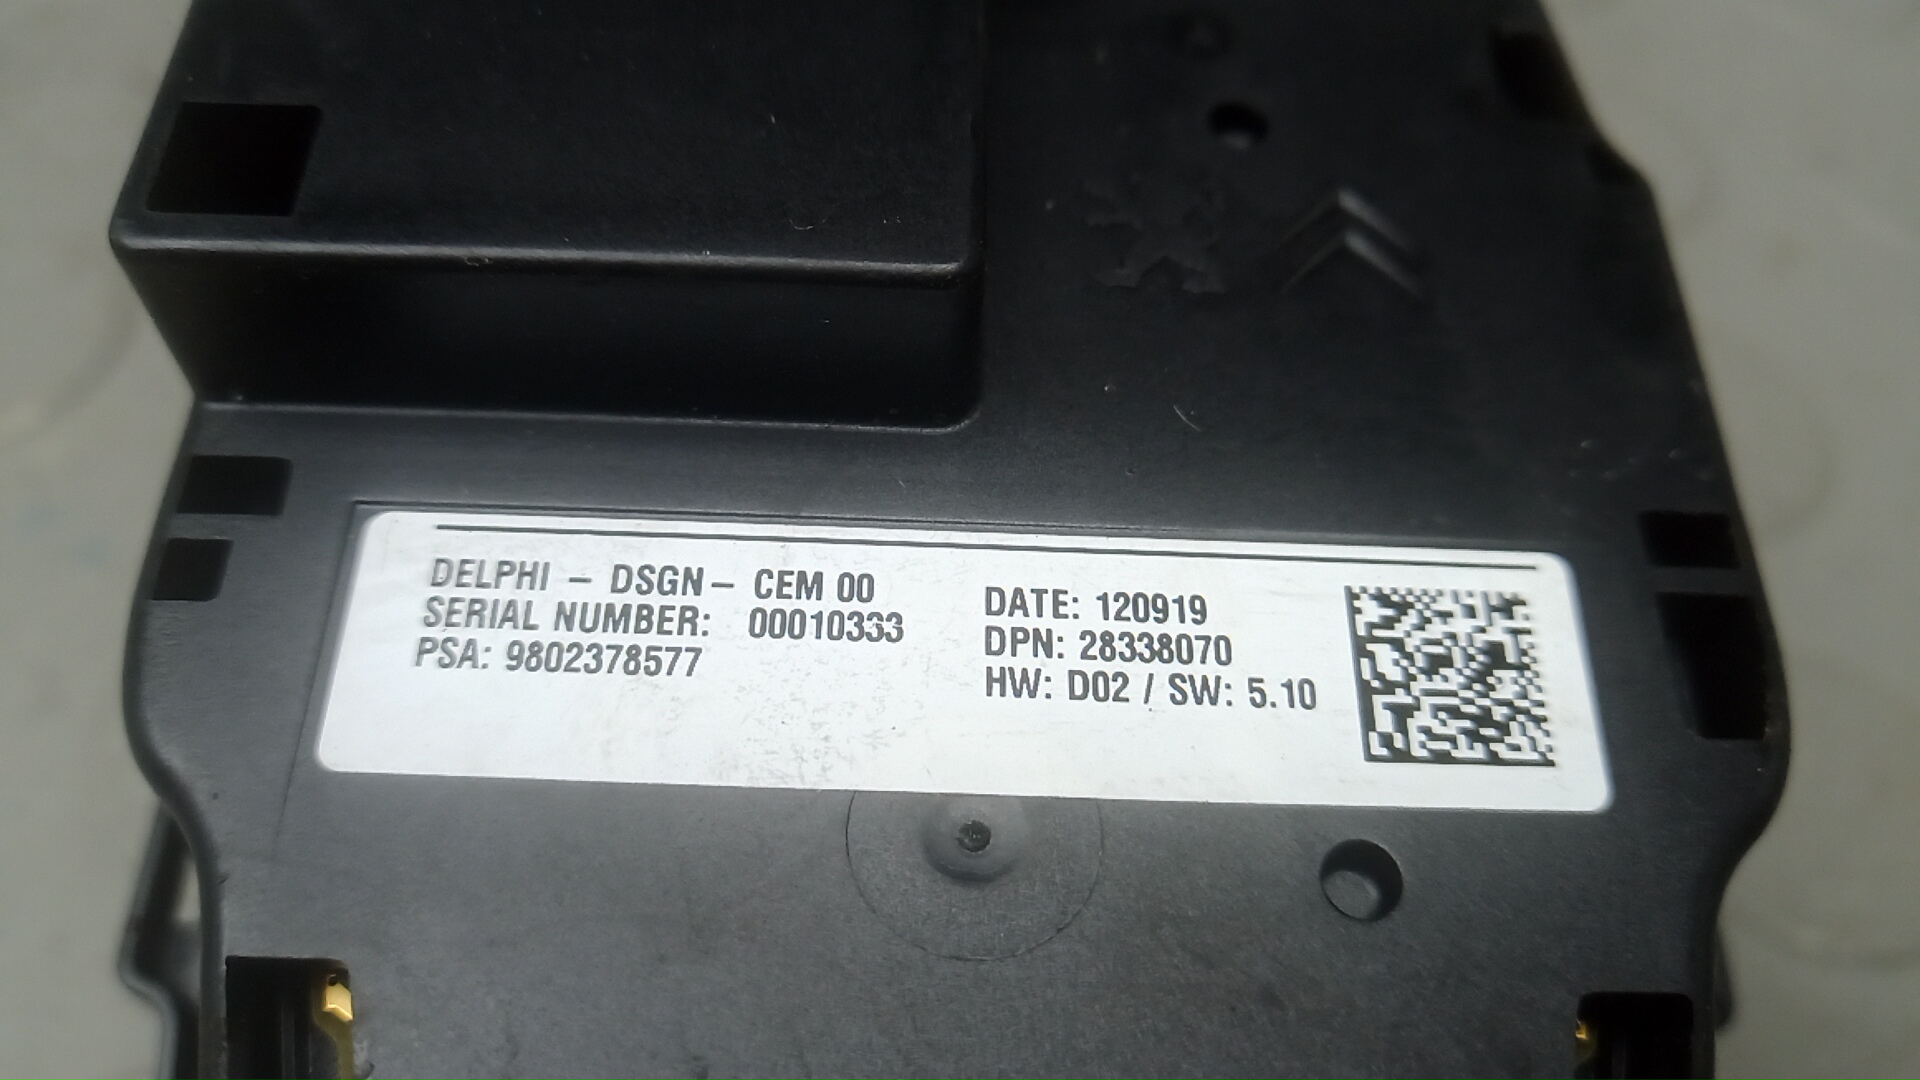 DELPHI – DSGN – CEM 00
SERIAL NUMBER: 00010333
PSA: 9802378577
DATE: 120919
DPN: 28338070
HW: D02 / SW: 5.10